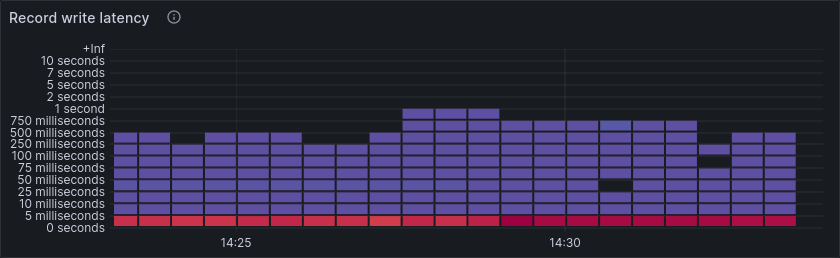 Record write latency
+Inf
10 seconds
7 seconds
5 seconds
2 seconds
1 second
750 milliseconds
500 milliseconds
250 milliseconds
100 milliseconds
75 milliseconds
50 milliseconds
25 milliseconds
10 milliseconds
5 milliseconds
0 seconds
14:25
14:30